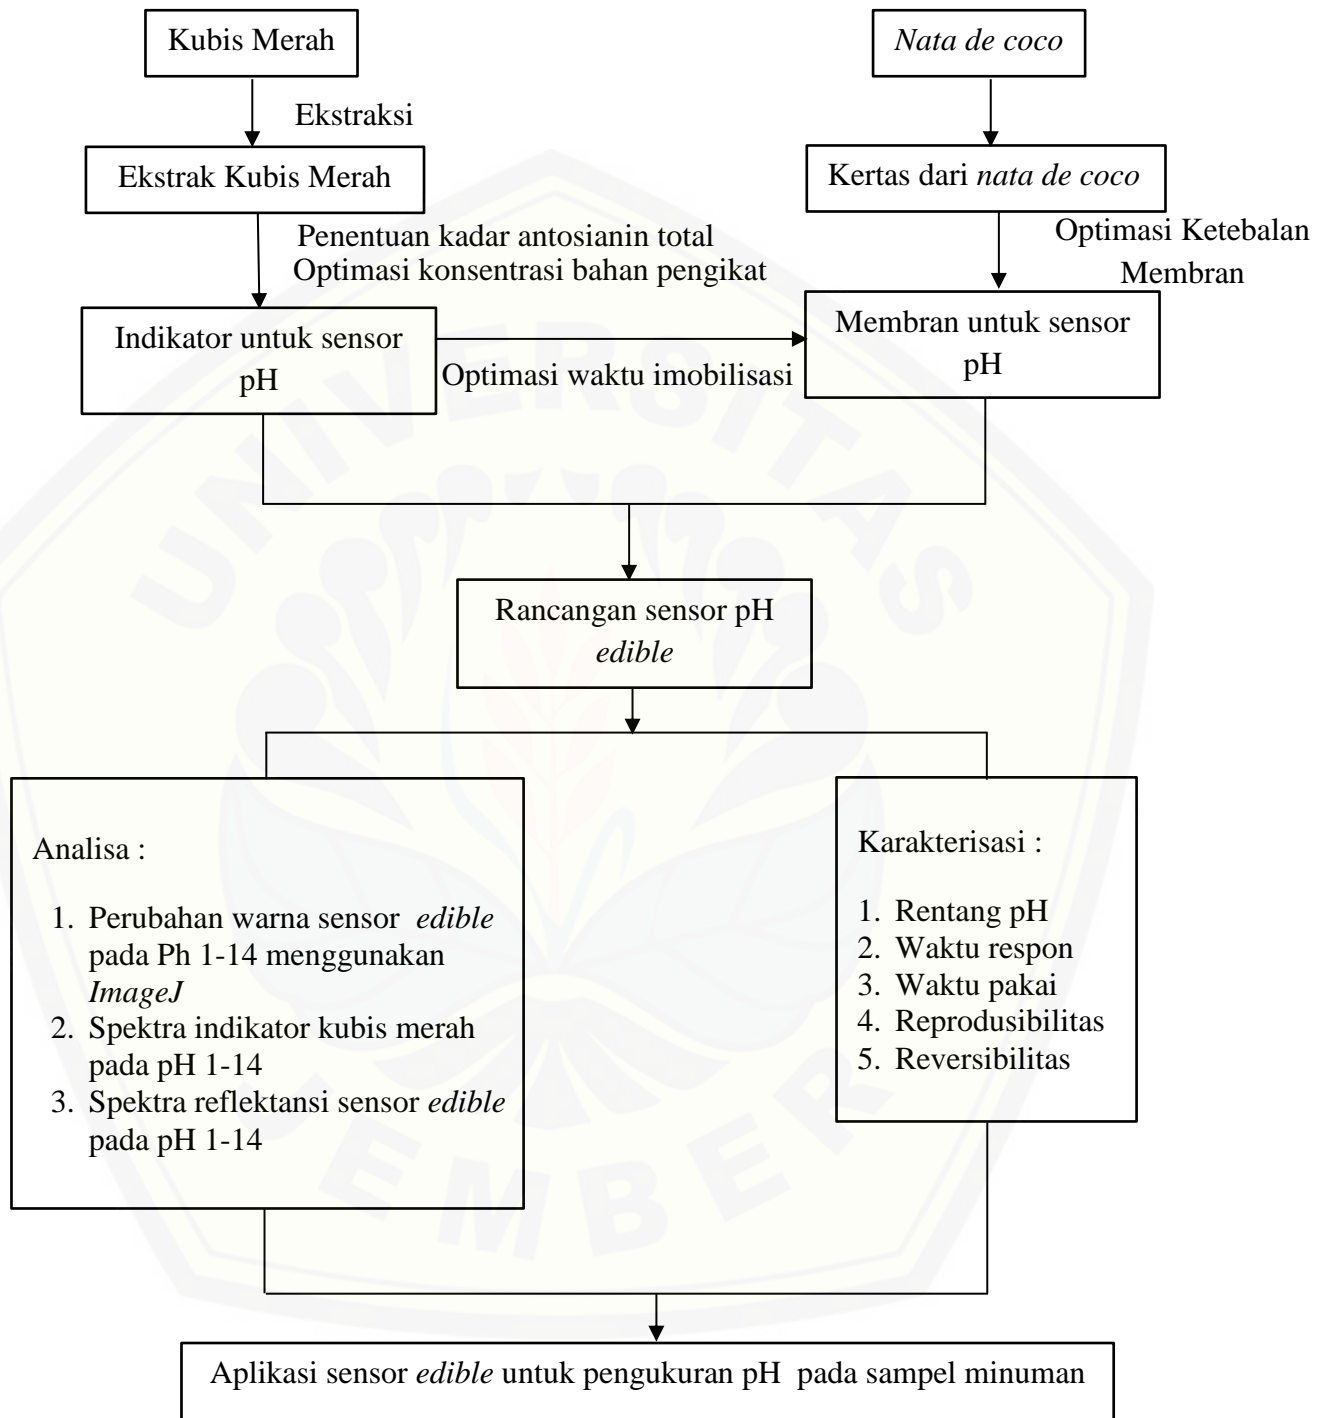 Kubis Merah
Nata de coco
Ekstraksi
Ekstrak Kubis Merah
Kertas dari nata de coco
Penentuan kadar antosianin total
Optimasi konsentrasi bahan pengikat
Optimasi Ketebalan
Membran
Indikator untuk sensor
pH
Optimasi waktu imobilisasi
Membran untuk sensor
pH
Rancangan sensor pH
edible
Analisa :
1. Perubahan warna sensor edible
pada Ph 1-14 menggunakan
ImageJ
2. Spektra indikator kubis merah
pada pH 1-14
3. Spektra reflektansi sensor edible
pada pH 1-14
Karakterisasi :
1. Rentang pH
2. Waktu respon
3. Waktu pakai
4. Reprodusibilitas
5. Reversibilitas
Aplikasi sensor edible untuk pengukuran pH pada sampel minuman
UNIVERSITAS
JEMBER